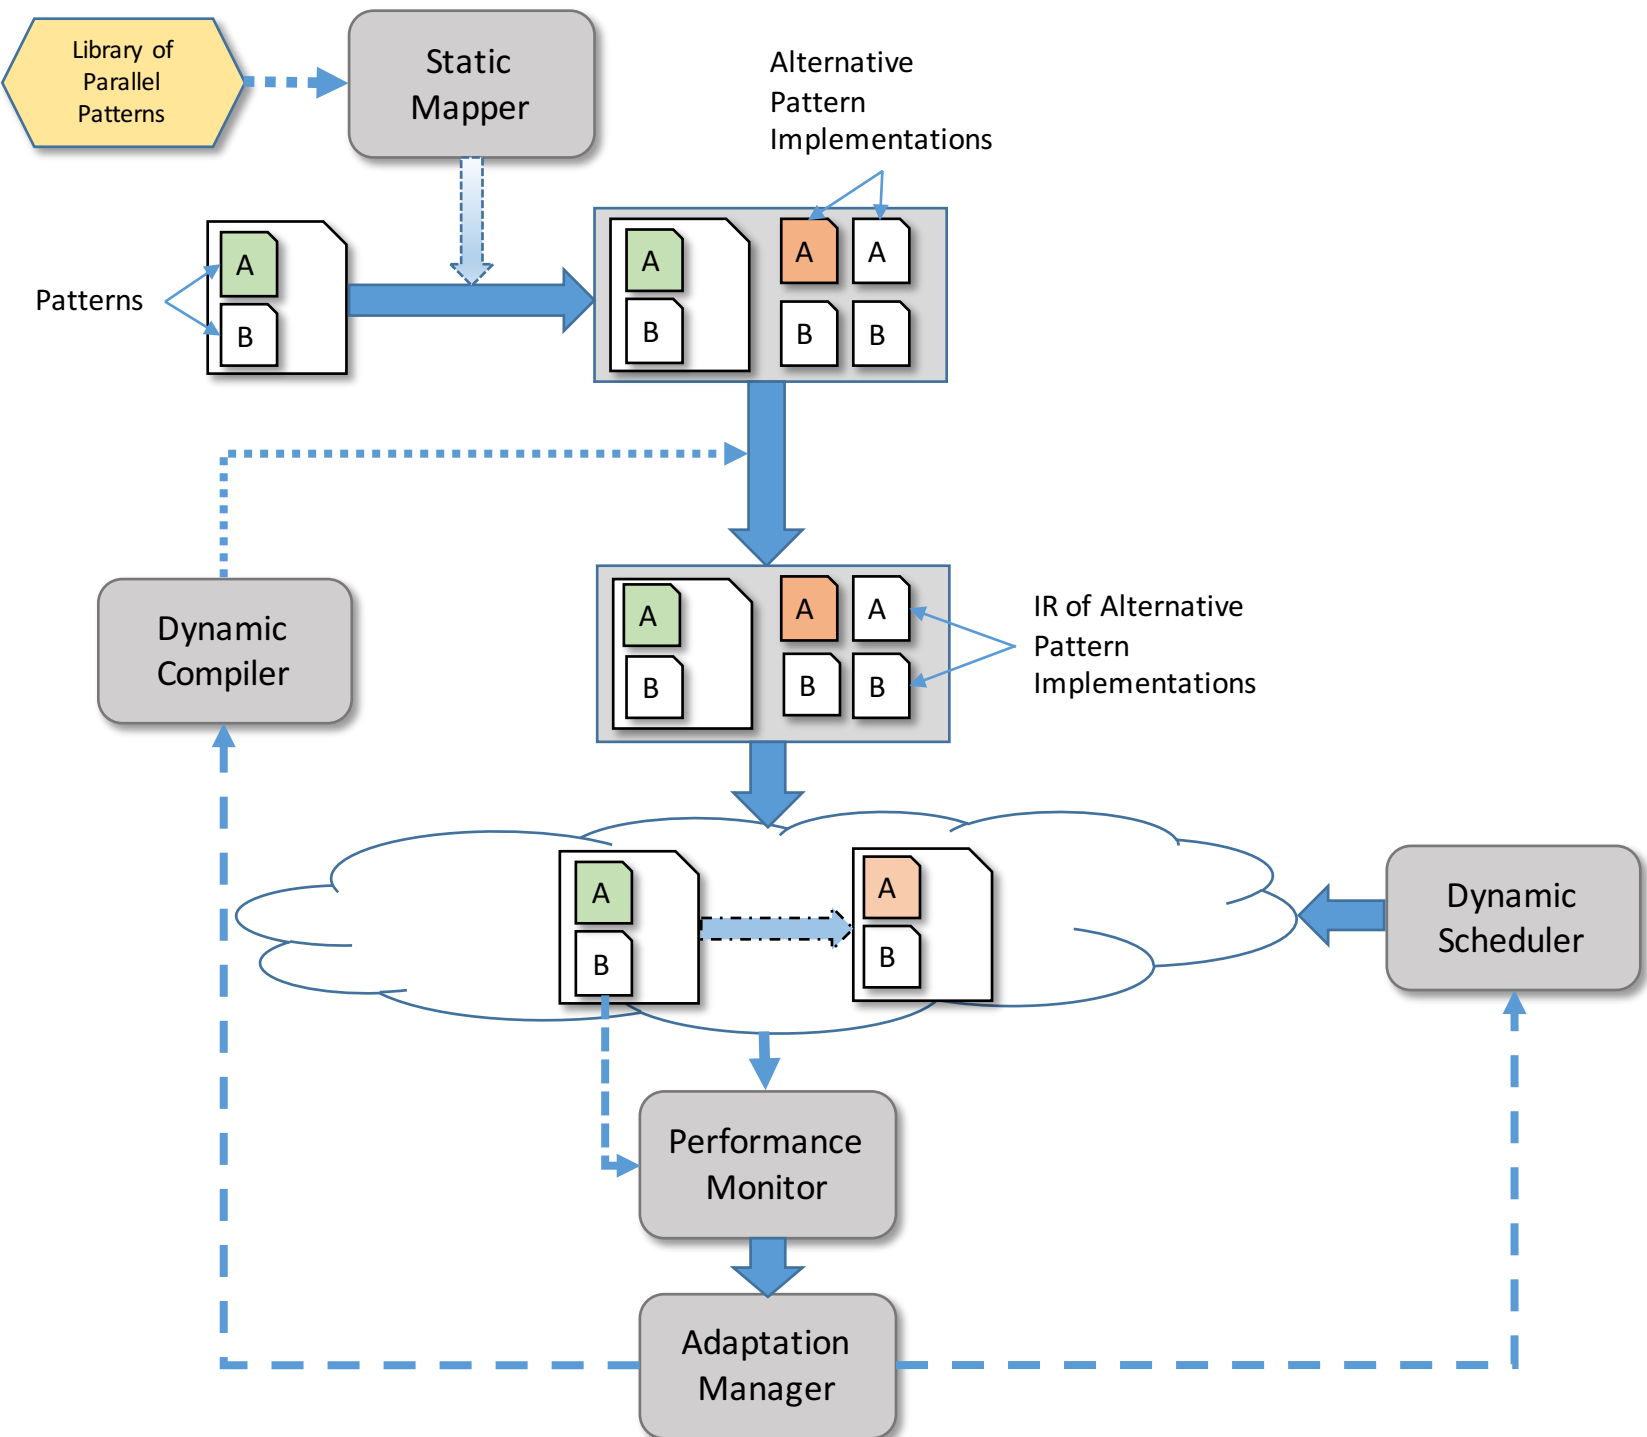 Library of
Parallel
Patterns
Static
Mapper
Alternative
Pattern
Implementations
Patterns
A
B
A
B
A
A
B
B
Dynamic
Compiler
A
B
A
A
B
B
IR of Alternative
Pattern
Implementations
A
B
A
B
Dynamic
Scheduler
Performance
Monitor
Adaptation
Manager